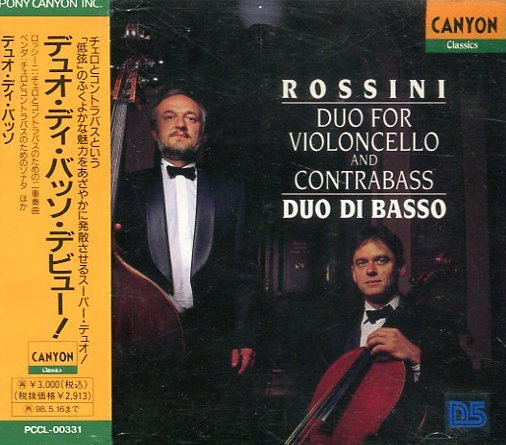 PONY CANYON INC.
チェロとコントラバスという
「低弦」のふくよかな魅力をあざやかに発散させるスーパー・デュオ!
デュオ・ディ・バッソ・デビュー!
ロッシーニ:チェロとコントラバスのための二重奏曲
ベンダ:チェロとコントラバスのためのソナタ ほか
デュオ・ディ・バッソ
CANYON
Classics
再 ¥3,000(税込)
(税抜価格 ¥2,913)
再 98.5.16まで
PCCL-00331
CANYON
Classics
ROSSINI
DUO FOR
VIOLONCELLO
AND
CONTRABASS
DUO DI BASSO